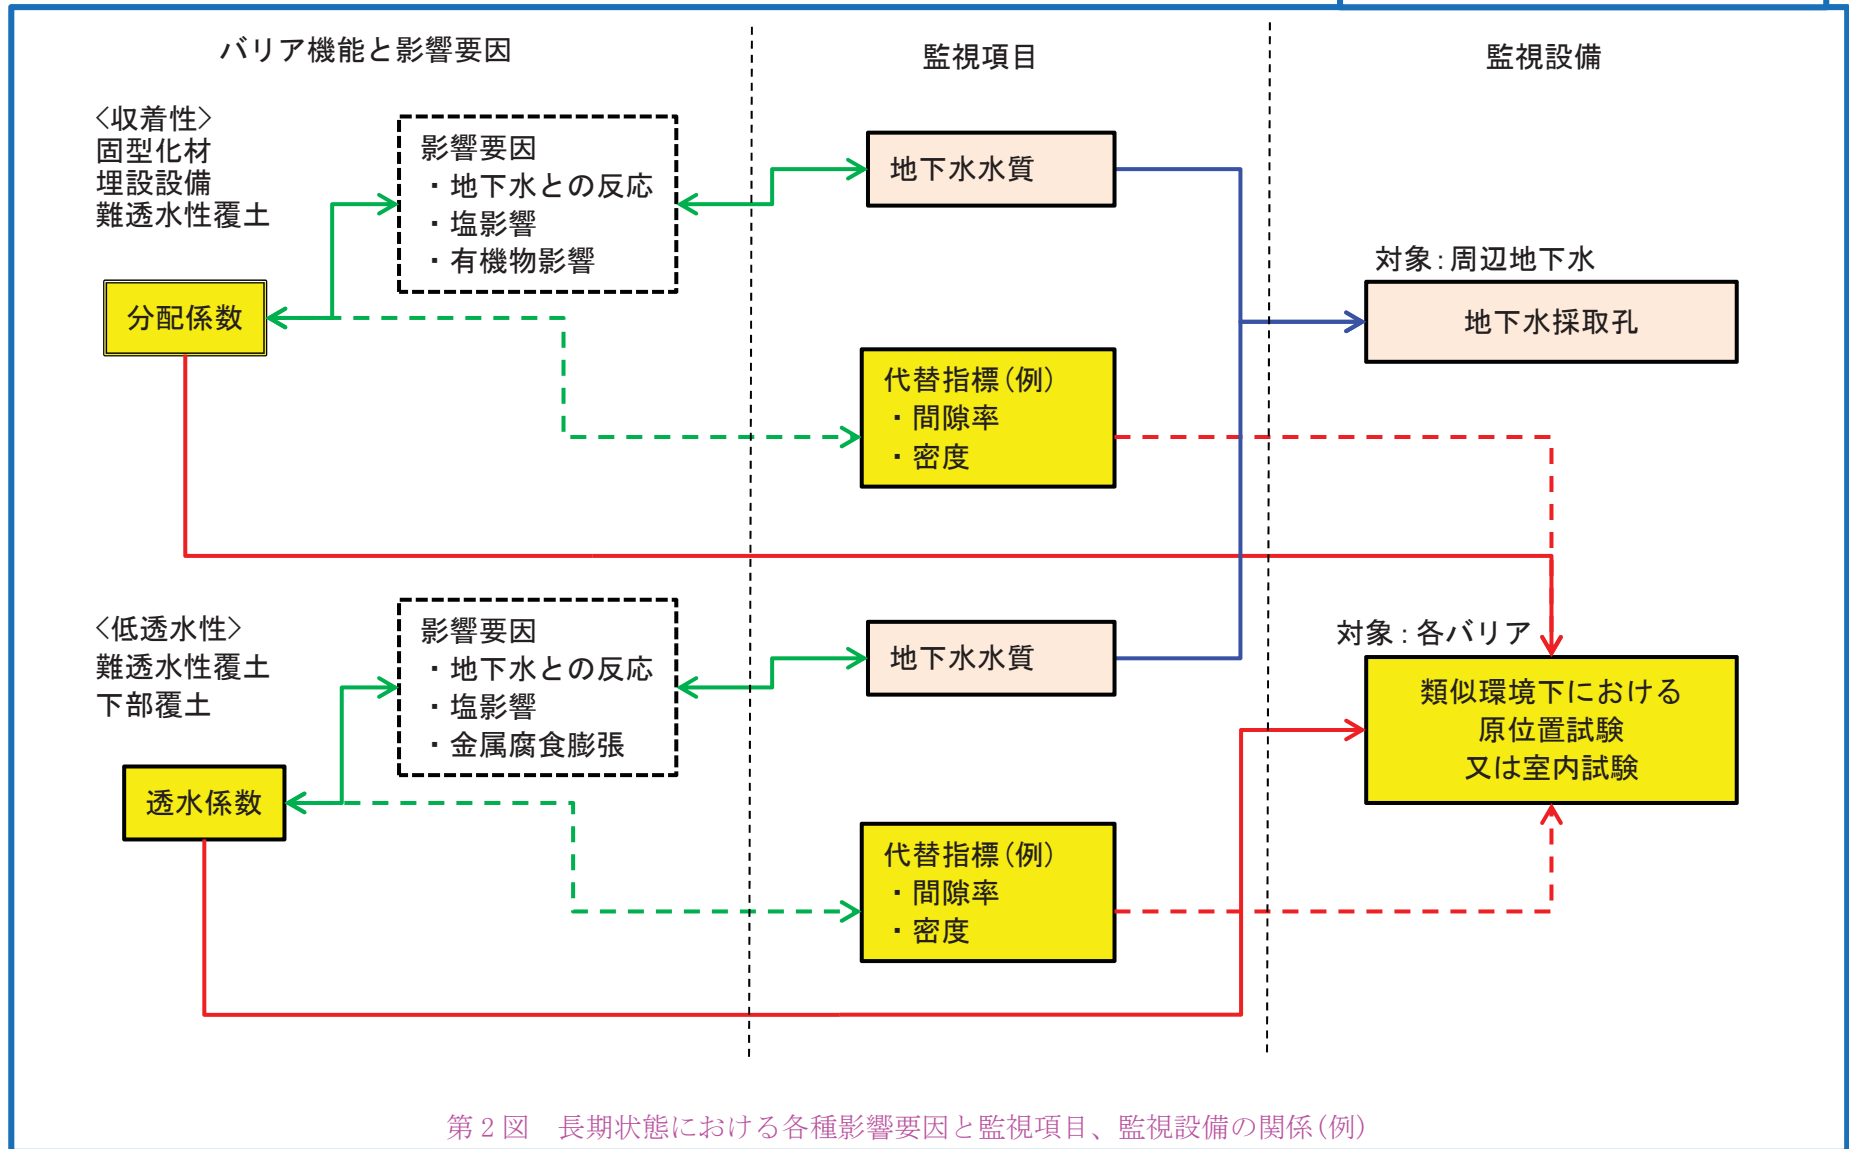 バリア機能と影響要因
監視項目
監視設備
<収着性>
固型化材
埋設設備
難透水性覆土
影響要因
・地下水との反応
・塩影響
・有機物影響
地下水水質
分配係数
代替指標(例)
・間隙率
・密度
対象:周辺地下水
地下水採取孔
<低透水性>
難透水性覆土
下部覆土
影響要因
・地下水との反応
・塩影響
・金属腐食膨張
地下水水質
透水係数
代替指標(例)
・間隙率
・密度
対象:各バリア
類似環境下における
原位置試験
又は室内試験
第2図　長期状態における各種影響要因と監視項目、監視設備の関係(例)